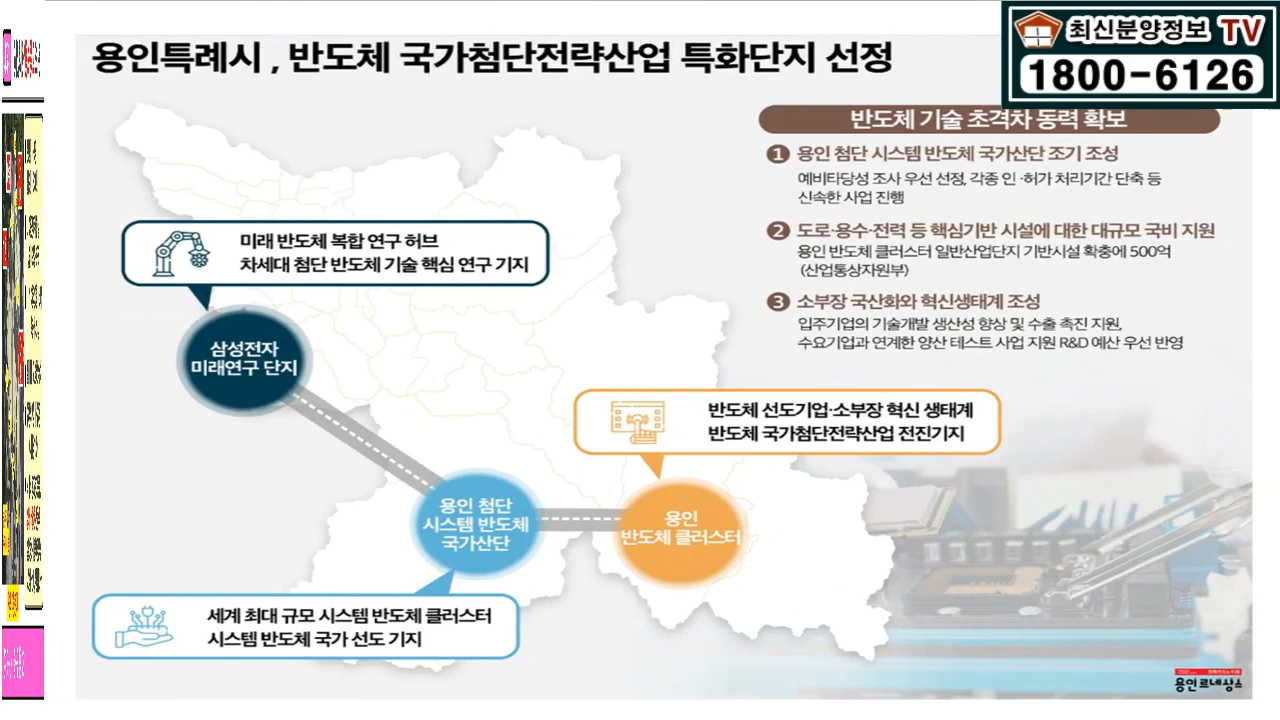 용인특례시 , 반도체 국가첨단전략산업 특화단지 선정
최신분양정보 TV
1800-6126
반도체 기술 초격차 동력 확보
1 용인 첨단 시스템 반도체 국가산단 조기 조성
예비타당성 조사 우선 선정, 각종 인·허가 처리기간 단축 등
신속한 사업 진행
2 도로·용수·전력 등 핵심기반 시설에 대한 대규모 국비 지원
용인 반도체 클러스터 일반산업단지 기반시설 확충에 500억
(산업통상자원부)
3 소부장 국산화와 혁신생태계 조성
입주기업의 기술개발 생산성 향상 및 수출 촉진 지원,
수요기업과 연계한 양산 테스트 사업 지원 R&D 예산 우선 반영
미래 반도체 복합 연구 허브
차세대 첨단 반도체 기술 핵심 연구 기지
삼성전자
미래연구 단지
반도체 선도기업·소부장 혁신 생태계
반도체 국가첨단전략산업 전진기지
용인 첨단
시스템 반도체
국가산단
용인
반도체 클러스터
세계 최대 규모 시스템 반도체 클러스터
시스템 반도체 국가 선도 기지
용인르네상스